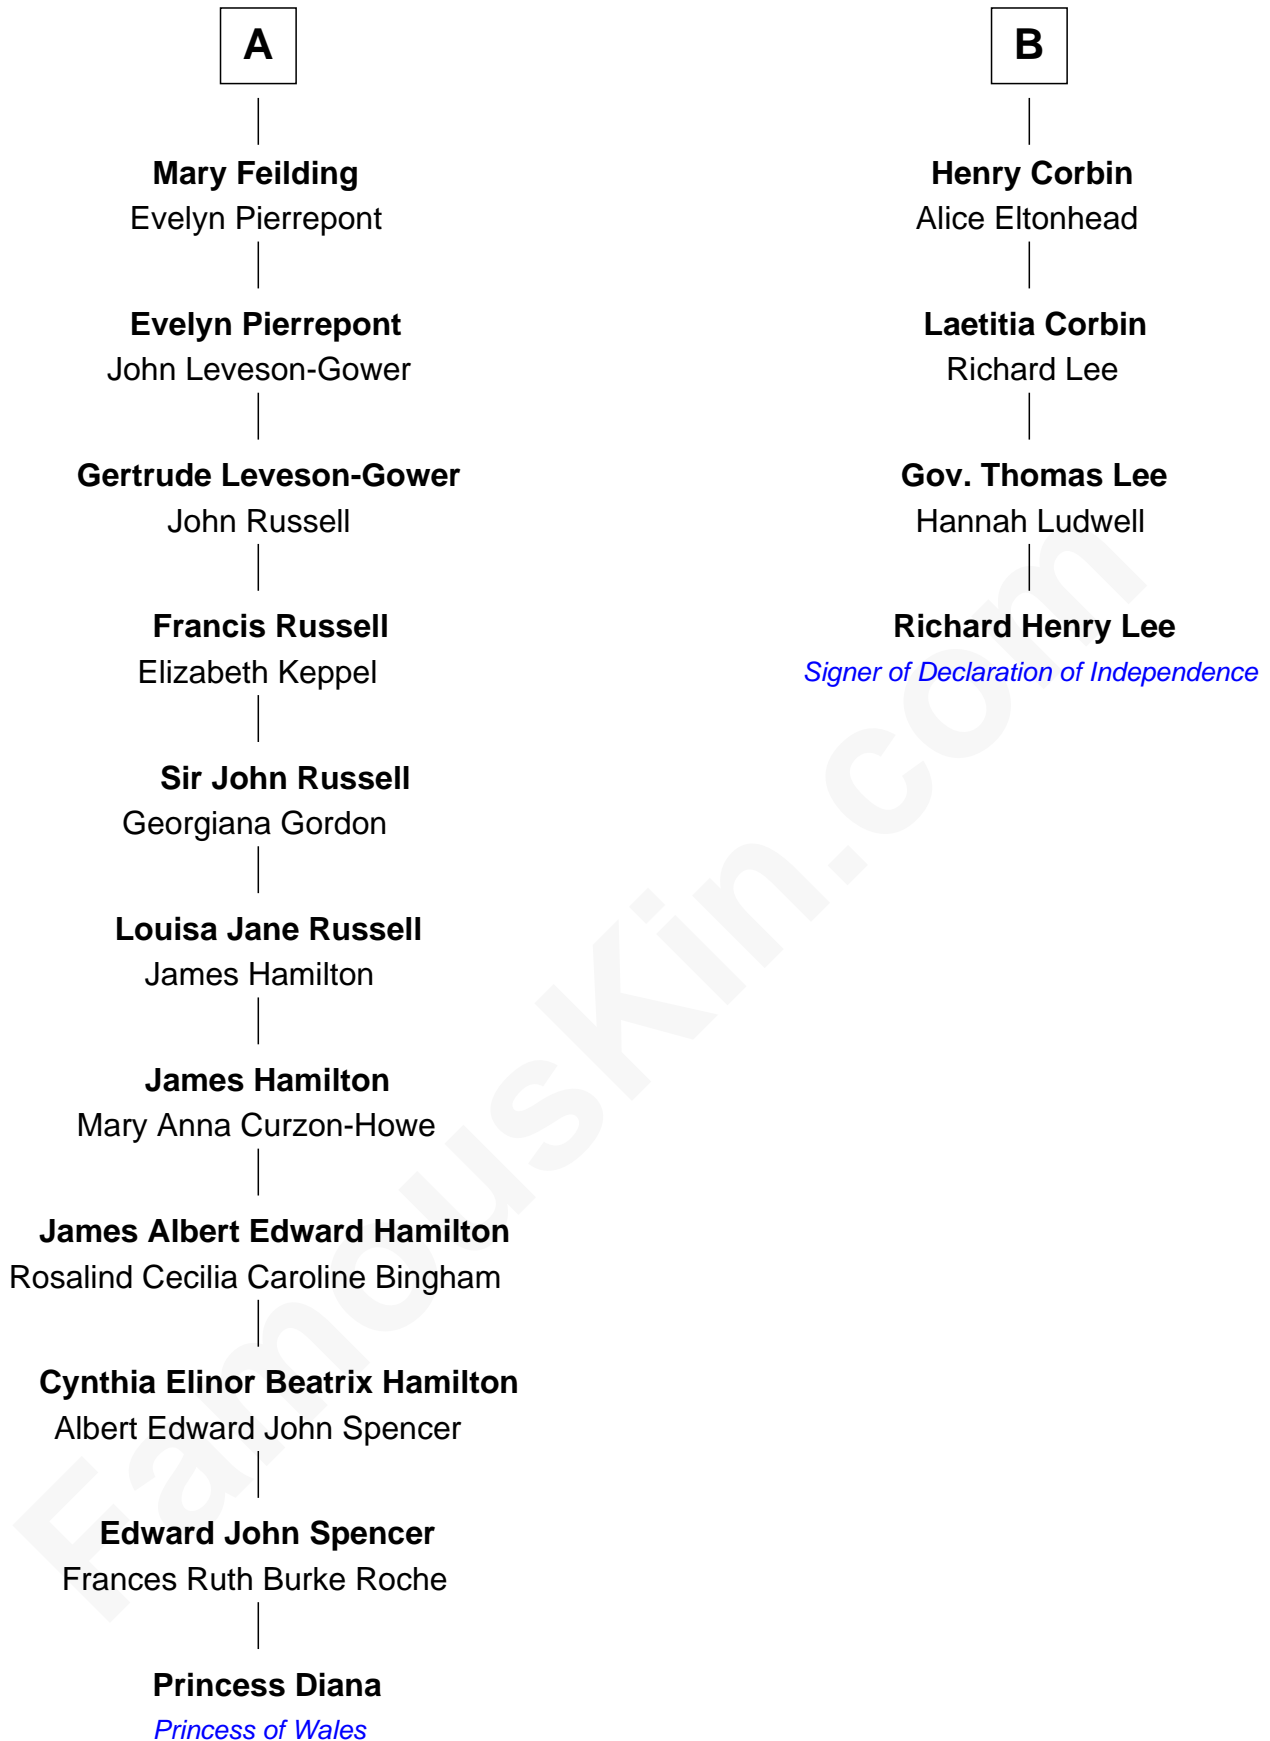 A
Mary Feilding
Evelyn Pierrepont
Evelyn Pierrepont
John Leveson-Gower
Gertrude Leveson-Gower
John Russell
Francis Russell
Elizabeth Keppel
Sir John Russell
Georgiana Gordon
Louisa Jane Russell
James Hamilton
James Hamilton
Mary Anna Curzon-Howe
James Albert Edward Hamilton
Rosalind Cecilia Caroline Bingham
Cynthia Elinor Beatrix Hamilton
Albert Edward John Spencer
Edward John Spencer
Frances Ruth Burke Roche
Princess Diana
Princess of Wales
B
Henry Corbin
Alice Eltonhead
Laetitia Corbin
Richard Lee
Gov. Thomas Lee
Hannah Ludwell
Richard Henry Lee
Signer of Declaration of Independence
FamousKin.com